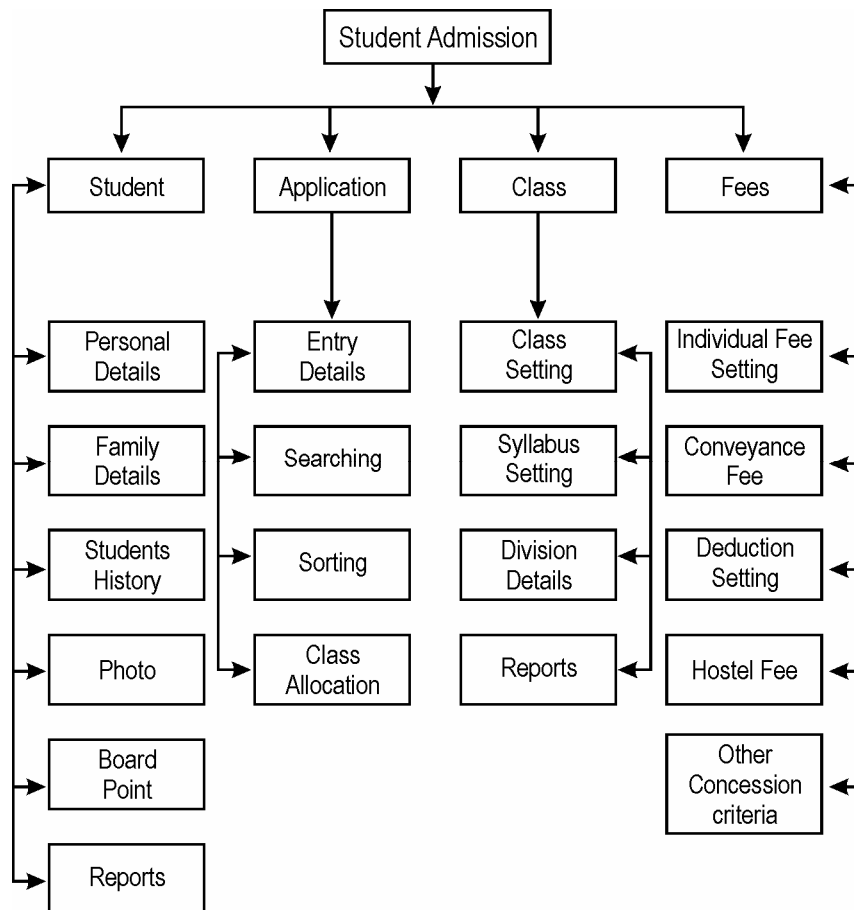 Student Admission
Student
Application
Class
Fees
Personal
Details
Entry
Details
Class
Setting
Individual Fee
Setting
Family
Details
Searching
Syllabus
Setting
Conveyance
Fee
Students
History
Sorting
Division
Details
Deduction
Setting
Photo
Class
Allocation
Reports
Hostel Fee
Board
Point
Other
Concession
criteria
Reports